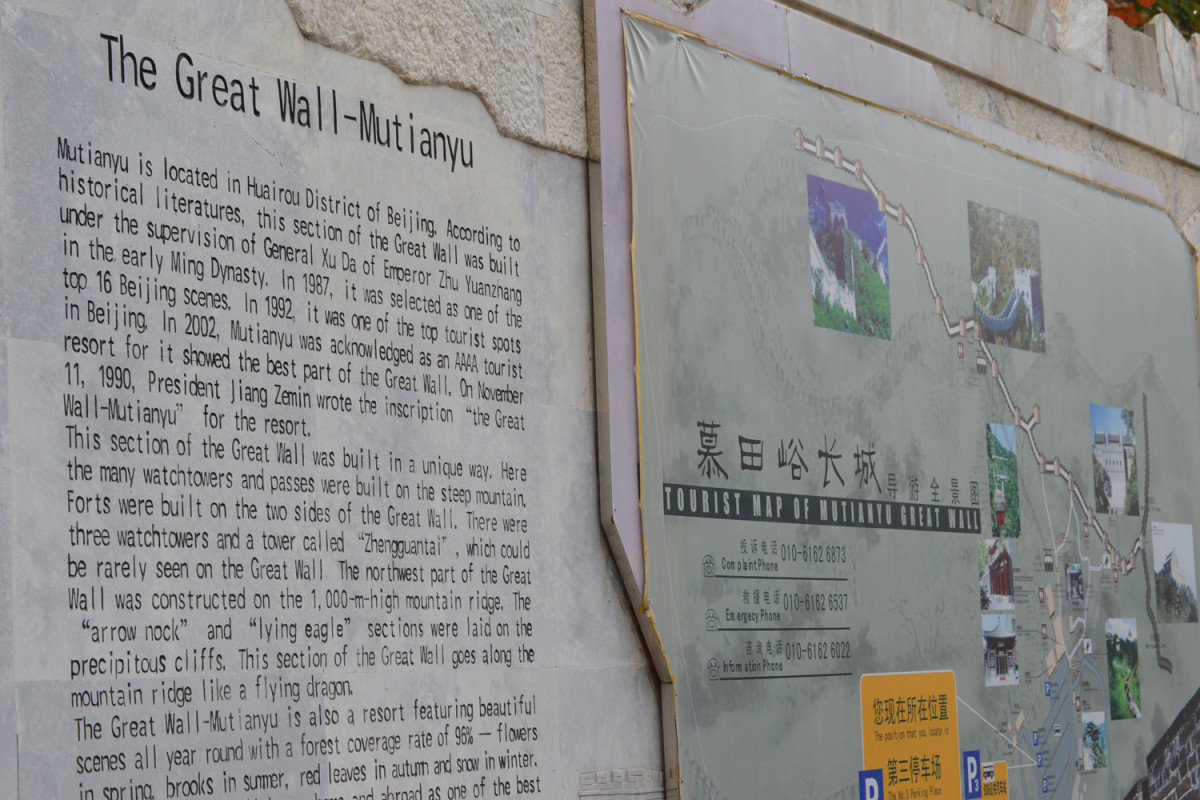 The Great Wall-Mutianyu
Mutianyu is located in Huairou District of Beijing. According to
historical literatures, this section of the Great Wall was built
under the supervision of General Xu Da of Emperor Zhu Yuanzhang
in the early Ming Dynasty. In 1987, it was selected as one of the
top 16 Beijing scenes. In 1992, it was one of the top tourist spots
in Beijing. In 2002, Mutianyu was acknowledged as an AAAA tourist
resort for it showed the best part of the Great Wall. On November
11, 1990, President Jiang Zemin wrote the inscription “the Great
Wall-Mutianyu” for the resort.
This section of the Great Wall was built in a unique way. Here
the many watchtowers and passes were built on the steep mountain.
Forts were built on the two sides of the Great Wall. There were
three watchtowers and a tower called “Zhengguantai”, which could
be rarely seen on the Great Wall. The northwest part of the Great
Wall was constructed on the 1,000-m-high mountain ridge. The
“arrow nock” and “lying eagle” sections were laid on the
precipitous cliffs. This section of the Great Wall goes along the
mountain ridge like a flying dragon.
The Great Wall-Mutianyu is also a resort featuring beautiful
scenes all year round with a forest coverage rate of 96% — flowers
in spring, brooks in summer, red leaves in autumn and snow in winter.
home and abroad as one of the best
慕田峪长城 导游全景图
TOURIST MAP OF MUTIANYU GREAT WALL
投诉电话 010-6162 6873
Complaint Phone
救援电话 010-6162 6537
Emergecy Phone
咨询电话 010-6162 6022
Information Phone
您现在所在位置
The position that you locate is
第三停车场
The No.3 Parking Place
P
P3